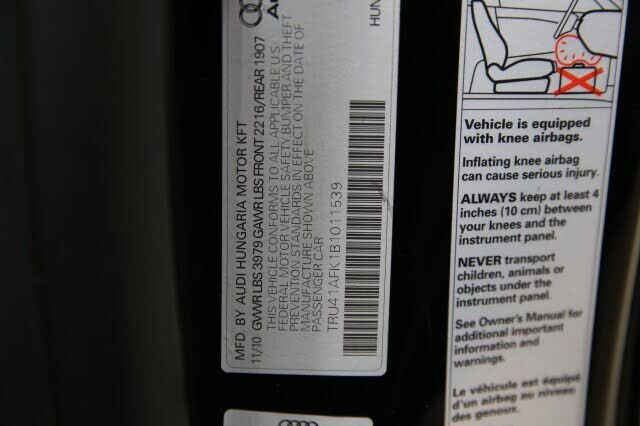 HUN
MFD. BY AUDI HUNGARIA MOTOR KFT
11/10 GVWR LBS 3979 GAWR LBS FRONT 2216/REAR 1907
THIS VEHICLE CONFORMS TO ALL APPLICABLE U.S.
FEDERAL MOTOR VEHICLE SAFETY BUMPER AND THEFT
PREVENTION STANDARDS IN EFFECT ON THE DATE OF
MANUFACTURE SHOWN ABOVE
PASSENGER CAR
TRU41AFK1B1011539
Vehicle is equipped
with knee airbags.
Inflating knee airbag
can cause serious injury.
ALWAYS keep at least 4
inches (10 cm) between
your knees and the
instrument panel.
NEVER transport
children, animals or
objects under the
instrument panel.
See Owner's Manual for
additional important
information and
warnings.
Le véhicule est équipé
d'un airbag au niveau
des genoux.